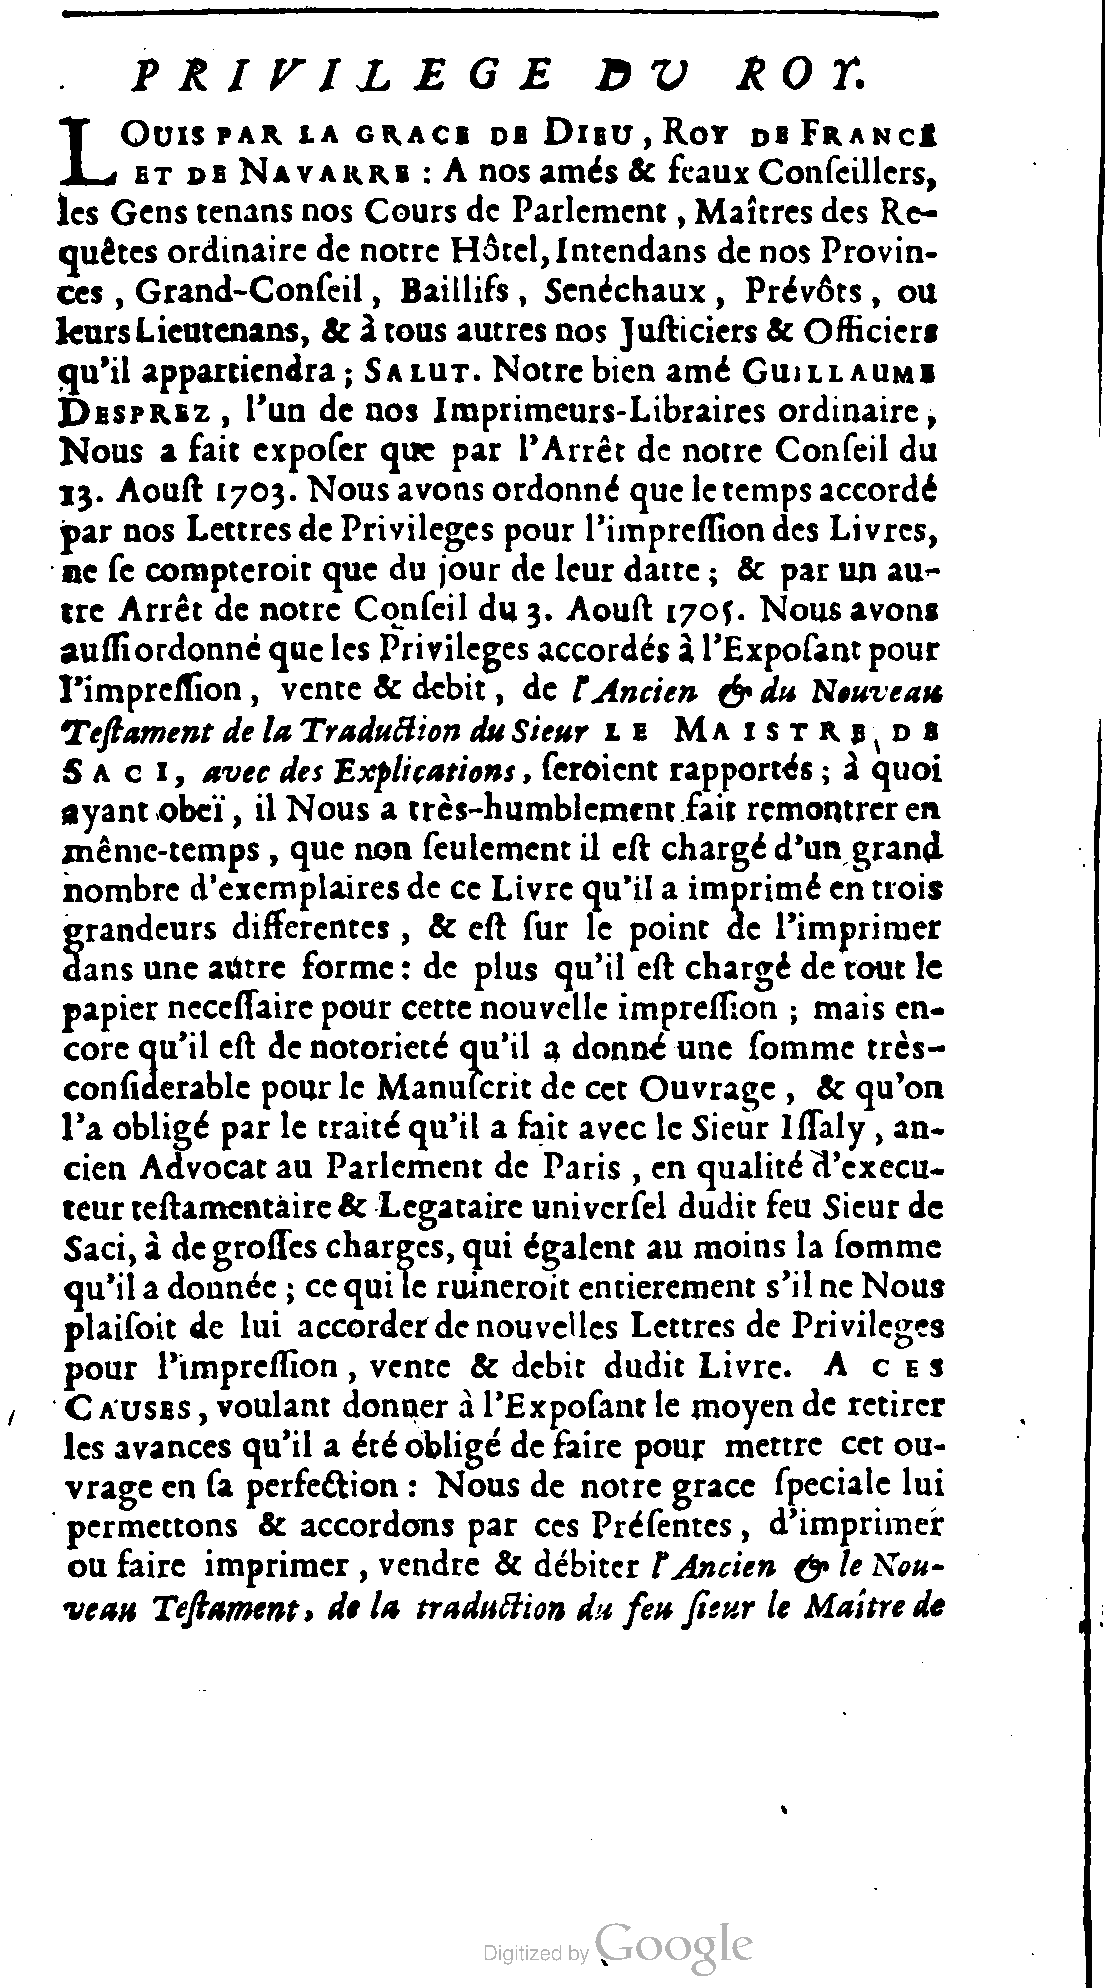 PRIVILEGE DU ROY.
LOUIS PAR LA GRACE DE DIEU, ROY DE FRANCE
ET DE NAVARRE : A nos amés & feaux Conſeillers,
les Gens tenans nos Cours de Parlement, Maîtres des Re-
quêtes ordinaire de notre Hôtel, Intendans de nos Provin-
ces, Grand-Conſeil, Baillifs, Senéchaux, Prévôts, ou
leurs Lieutenans, & à tous autres nos Juſticiers & Officiers
qu'il appartiendra ; SALUT. Notre bien amé GUILLAUME
DESPREZ, l'un de nos Imprimeurs-Libraires ordinaire,
Nous a fait expoſer que par l'Arrêt de notre Conſeil du
13. Aouſt 1703. Nous avons ordonné que le temps accordé
par nos Lettres de Privileges pour l'impreſſion des Livres,
ne ſe compteroit que du jour de leur datte ; & par un au-
tre Arrêt de notre Conſeil du 3. Aouſt 1705. Nous avons
auſſi ordonné que les Privileges accordés à l'Expoſant pour
l'impreſſion, vente & debit, de l'Ancien & du Nouveau
Teſtament de la Traduction du Sieur LE MAISTRE DE
SACI, avec des Explications, ſeroient rapportés ; à quoi
ayant obeï, il Nous a très-humblement fait remontrer en
même-temps, que non ſeulement il eſt chargé d'un grand
nombre d'exemplaires de ce Livre qu'il a imprimé en trois
grandeurs differentes, & eſt ſur le point de l'imprimer
dans une autre forme : de plus qu'il eſt chargé de tout le
papier neceſſaire pour cette nouvelle impreſſion ; mais en-
core qu'il eſt de notorieté qu'il a donné une ſomme très-
conſiderable pour le Manuſcrit de cet Ouvrage, & qu'on
l'a obligé par le traité qu'il a fait avec le Sieur Iſſaly, an-
cien Advocat au Parlement de Paris, en qualité d'execu-
teur teſtamentaire & Legataire univerſel dudit feu Sieur de
Saci, à de groſſes charges, qui égalent au moins la ſomme
qu'il a donnée ; ce qui le ruineroit entierement s'il ne Nous
plaiſoit de lui accorder de nouvelles Lettres de Privileges
pour l'impreſſion, vente & debit dudit Livre. A CES
CAUSES, voulant donner à l'Expoſant le moyen de retirer
les avances qu'il a été obligé de faire pour mettre cet ou-
vrage en ſa perfection : Nous de notre grace ſpeciale lui
permettons & accordons par ces Préſentes, d'imprimer
ou faire imprimer, vendre & débiter l'Ancien & le Nou-
veau Teſtament, de la traduction du feu ſieur le Maître de
Digitized by Google